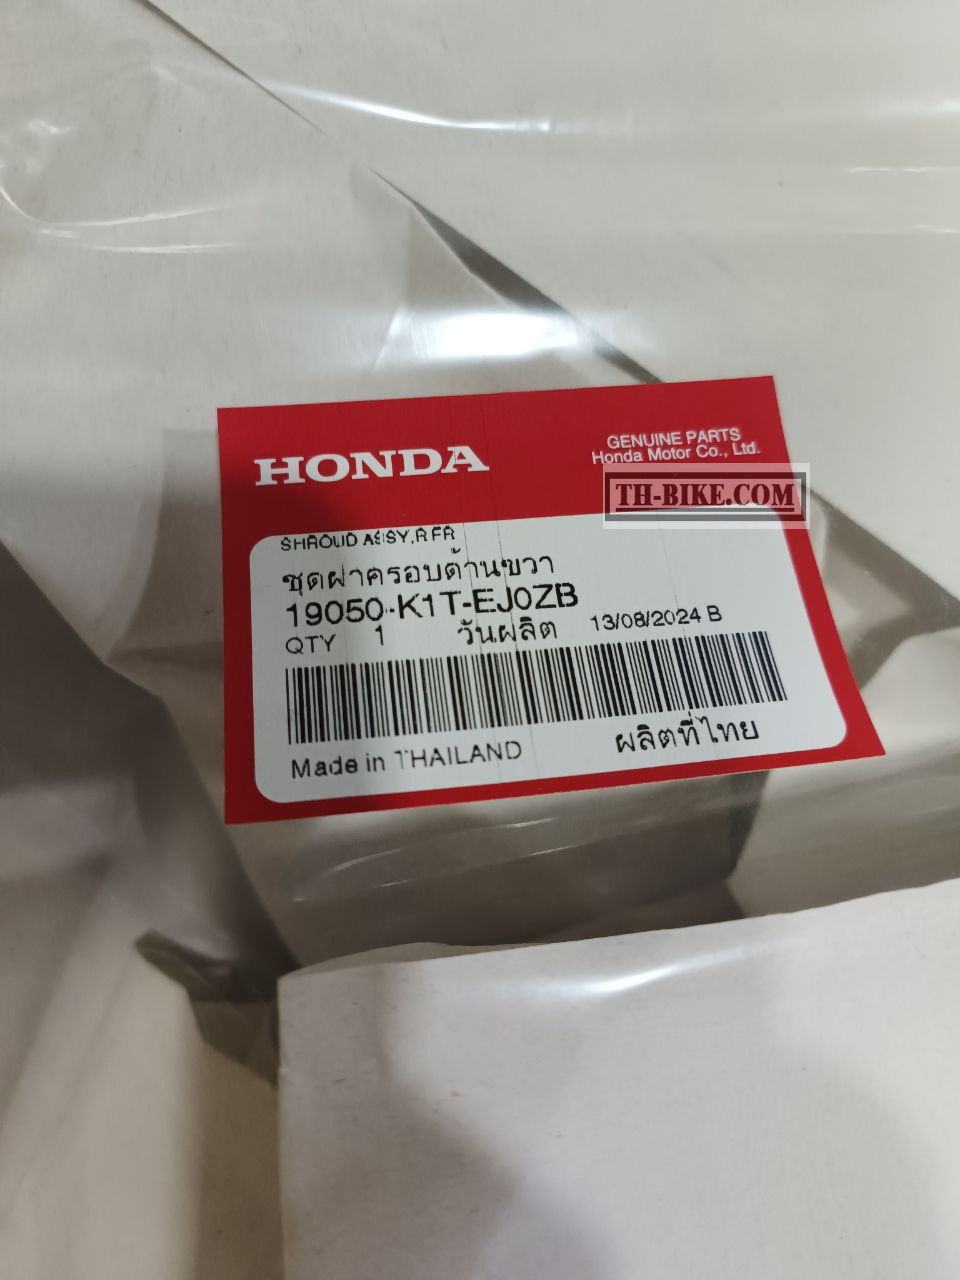 HONDA
GENUINE PARTS
Honda Motor Co., Ltd.
TH-BIKE.COM
SHROUD ASSY,R FR
ชุดฝาครอบด้านขวา
19050-K1T-EJ0ZB
QTY 1 วันผลิต 13/08/2024 B
Made in THAILAND ผลิตที่ไทย